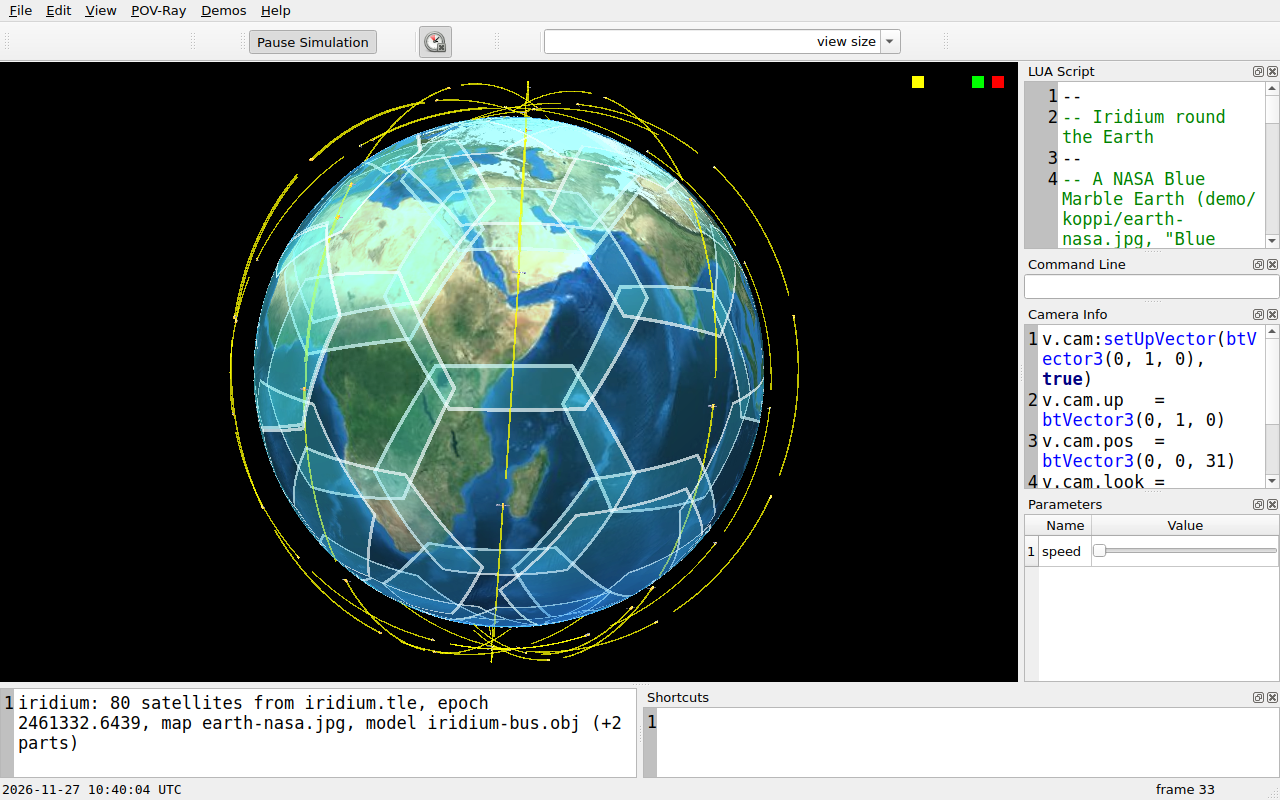 File Edit View POV-Ray Demos Help
Pause Simulation
view size
LUA Script
1 --
2 -- Iridium round
the Earth
3 --
4 -- A NASA Blue
Marble Earth (demo/
koppi/earth-
nasa.jpg, "Blue
Command Line
Camera Info
1 v.cam:setUpVector(btV
ector3(0, 1, 0),
true)
2 v.cam.up   =
btVector3(0, 1, 0)
3 v.cam.pos  =
btVector3(0, 0, 31)
4 v.cam.look =
Parameters
Name Value
1 speed
1 iridium: 80 satellites from iridium.tle, epoch
2461332.6439, map earth-nasa.jpg, model iridium-bus.obj (+2
parts)
Shortcuts
1
2026-11-27 10:40:04 UTC
frame 33